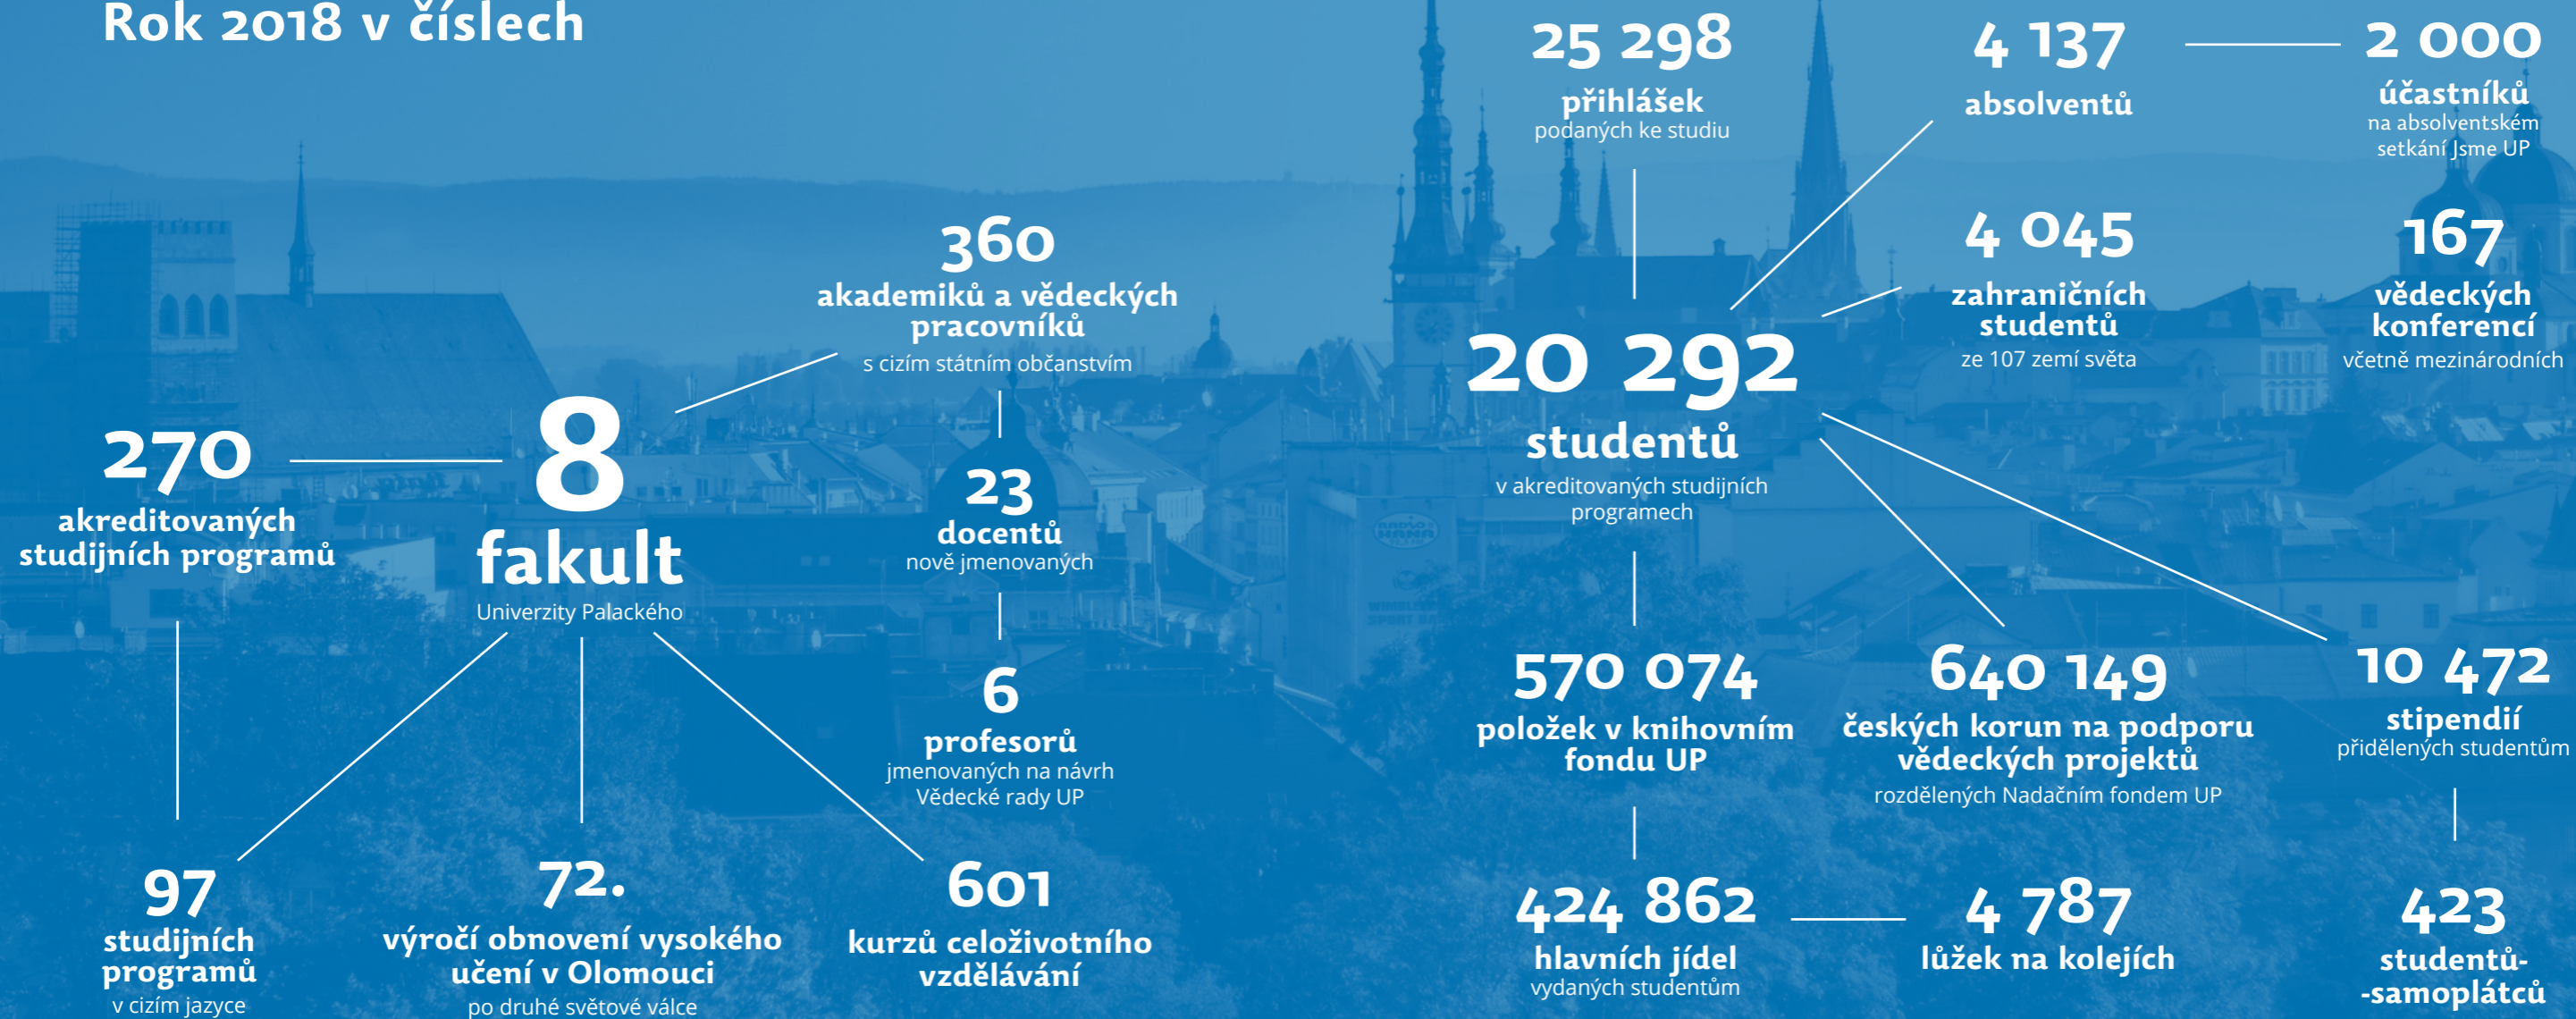 Rok 2018 v číslech
360
akademiků a vědeckých
pracovníků
s cizím státním občanstvím
270
akreditovaných
studijních programů
8
fakult
Univerzity Palackého
23
docentů
nově jmenovaných
6
profesorů
jmenovaných na návrh
Vědecké rady UP
97
studijních
programů
v cizím jazyce
72.
výročí obnovení vysokého
učení v Olomouci
po druhé světové válce
601
kurzů celoživotního
vzdělávání
25 298
přihlášek
podaných ke studiu
4 137
absolventů
2 000
účastníků
na absolventském
setkání Jsme UP
4 045
zahraničních
studentů
ze 107 zemí světa
167
vědeckých
konferencí
včetně mezinárodních
20 292
studentů
v akreditovaných studijních
programech
RADIO
HANÁ
570 074
položek v knihovním
fondu UP
640 149
českých korun na podporu
vědeckých projektů
rozdělených Nadačním fondem UP
10 472
stipendií
přidělených studentům
424 862
hlavních jídel
vydaných studentům
4 787
lůžek na kolejích
423
studentů-
-samoplátců